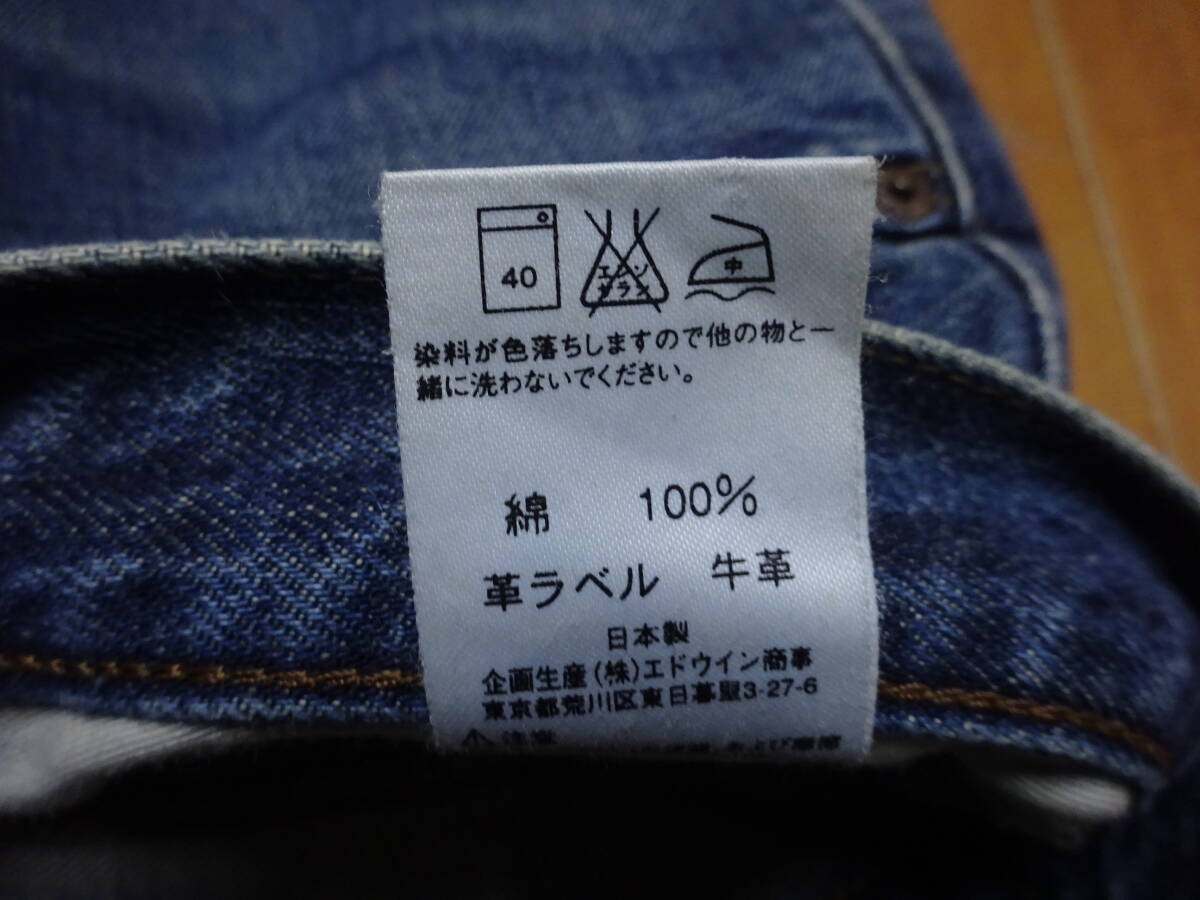 40
エンソ
サラン
中
染料が色落ちしますので他の物と一
緒に洗わないでください。
綿 100%
革ラベル 牛革
日本製
企画生産(株)エドウイン商事
東京都荒川区東日暮里3-27-6
注意